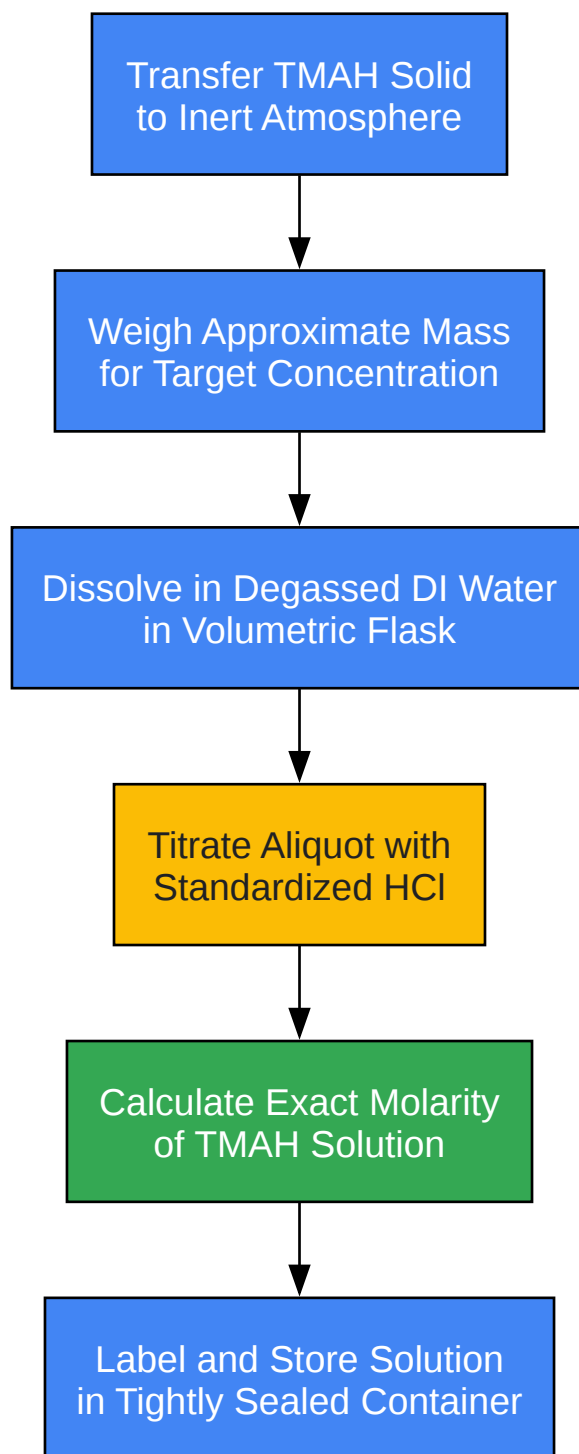 Transfer TMAH Solid
to Inert Atmosphere
Weigh Approximate Mass
for Target Concentration
Dissolve in Degassed DI Water
in Volumetric Flask
Titrate Aliquot with
Standardized HCl
Calculate Exact Molarity
of TMAH Solution
Label and Store Solution
in Tightly Sealed Container